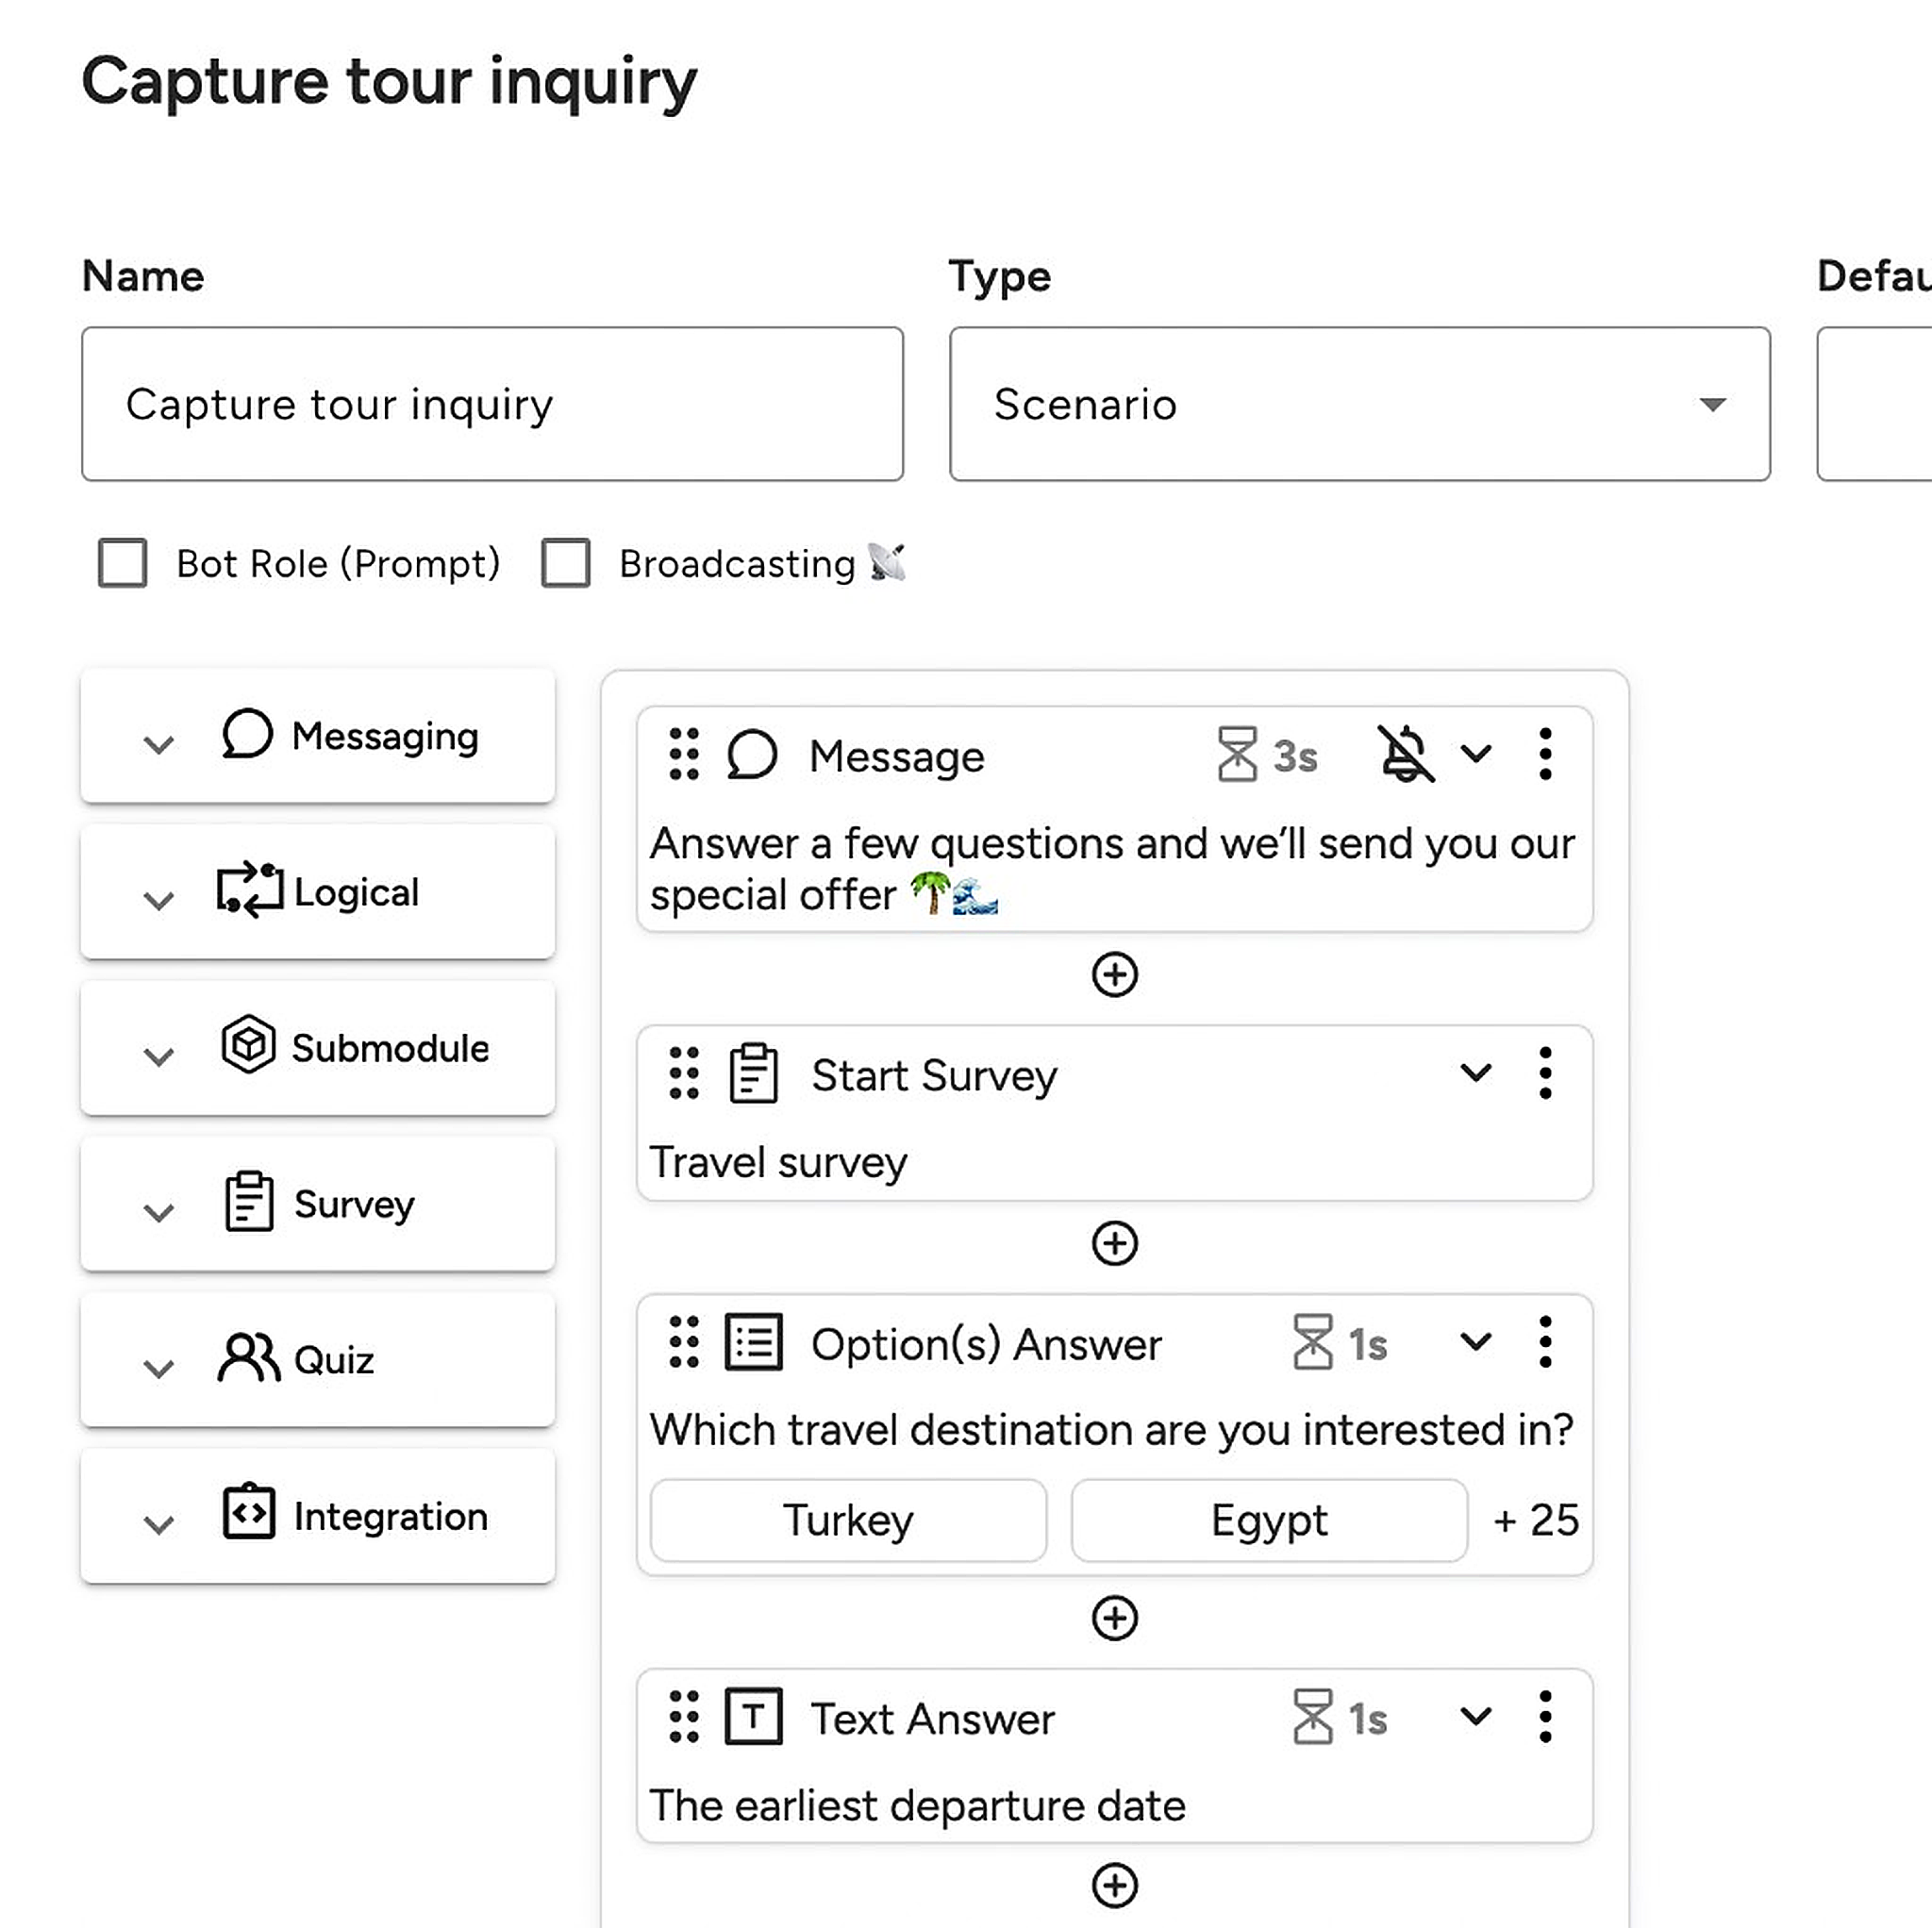 Capture tour inquiry
Name
Type
Defau
Capture tour inquiry
Scenario
Bot Role (Prompt)
Broadcasting
Messaging
Logical
Submodule
Survey
Quiz
Integration
Message
3s
Answer a few questions and we’ll send you our
special offer
Start Survey
Travel survey
Option(s) Answer
1s
Which travel destination are you interested in?
Turkey
Egypt
+ 25
T
Text Answer
1s
The earliest departure date